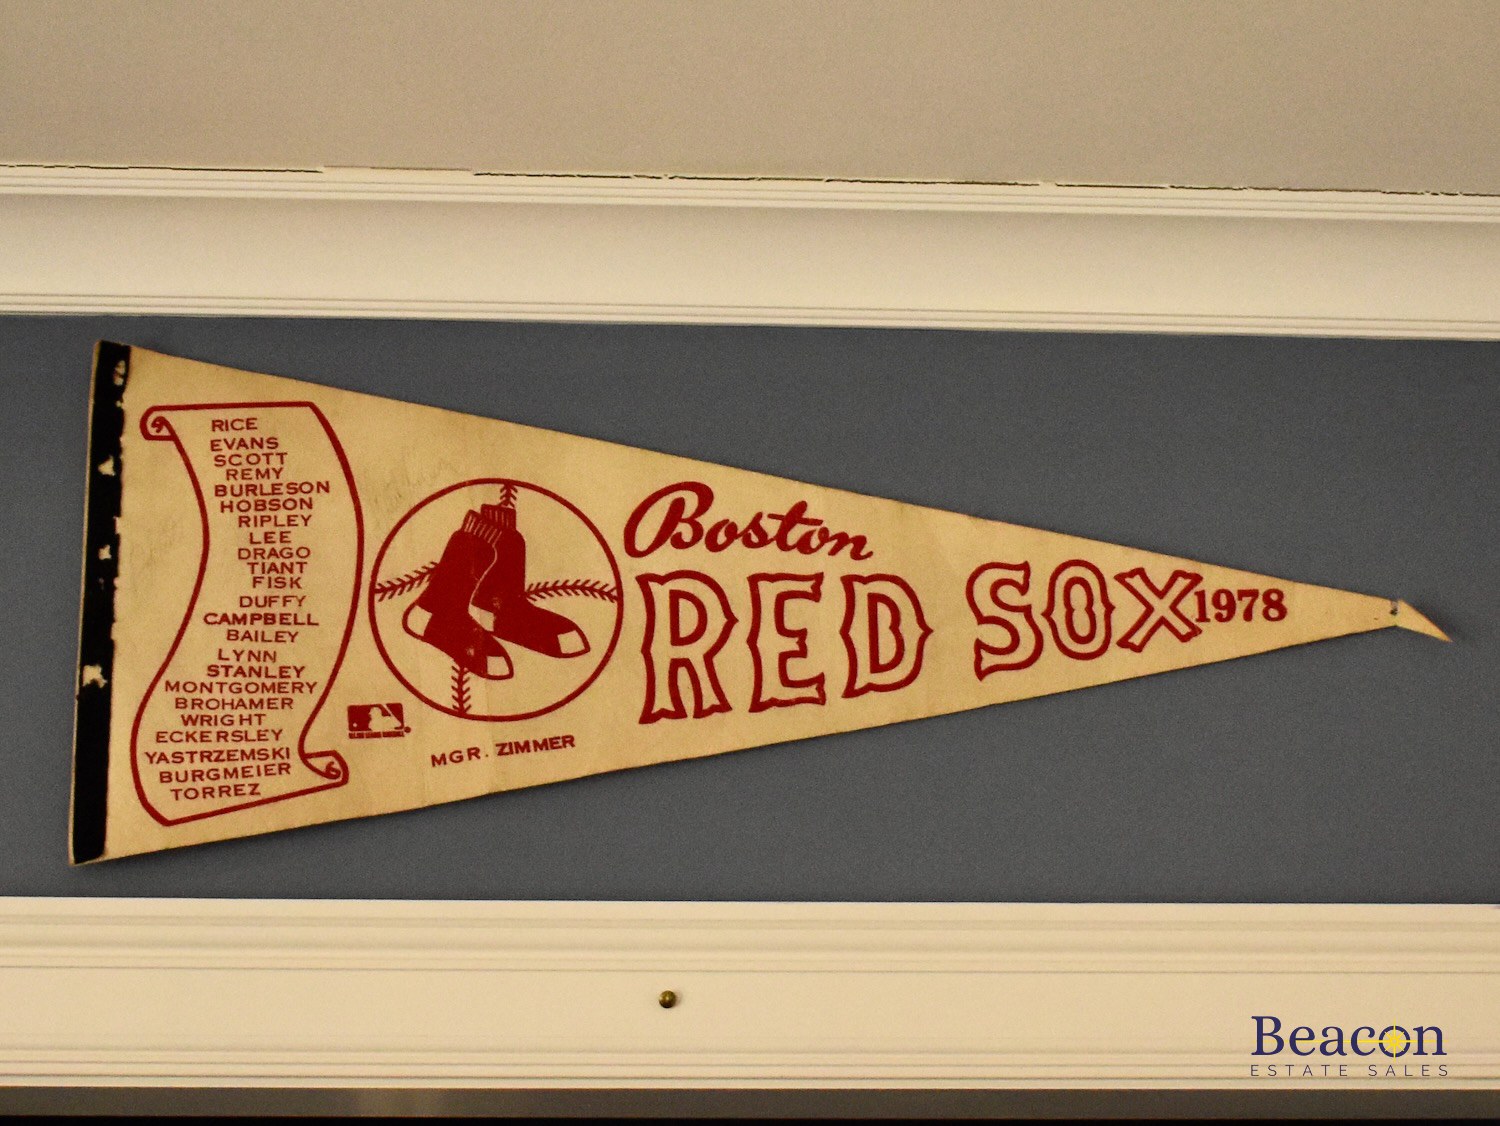 RICE
EVANS
SCOTT
REMY
BURLESON
HOBSON
RIPLEY
LEE
DRAGO
TIANT
FISK
DUFFY
CAMPBELL
BAILEY
LYNN
STANLEY
MONTGOMERY
BROHAMER
WRIGHT
ECKERSLEY
YASTRZEMSKI
BURGMEIER
TORREZ
MGR. ZIMMER
Boston
RED SOX 1978
Beacon
ESTATE SALES